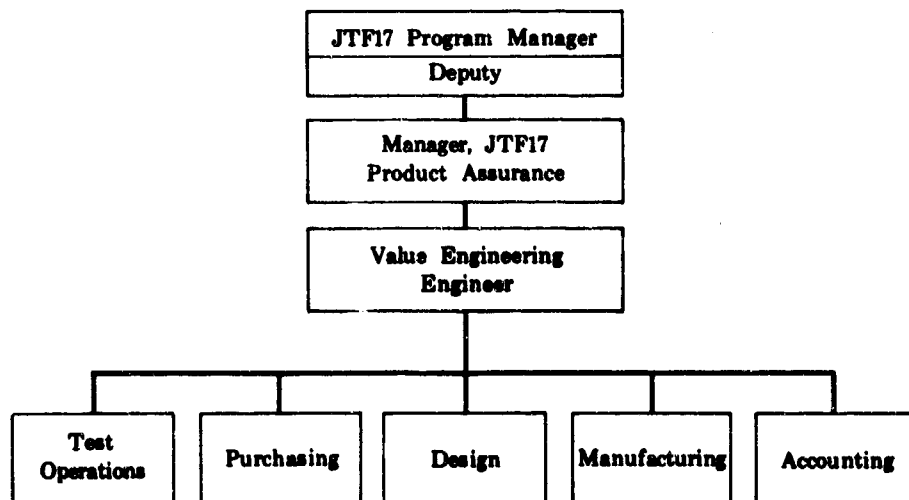 JTF17 Program Manager
Deputy
Manager, JTF17
Product Assurance
Value Engineering
Engineer
Test
Operations
Purchasing
Design
Manufacturing
Accounting